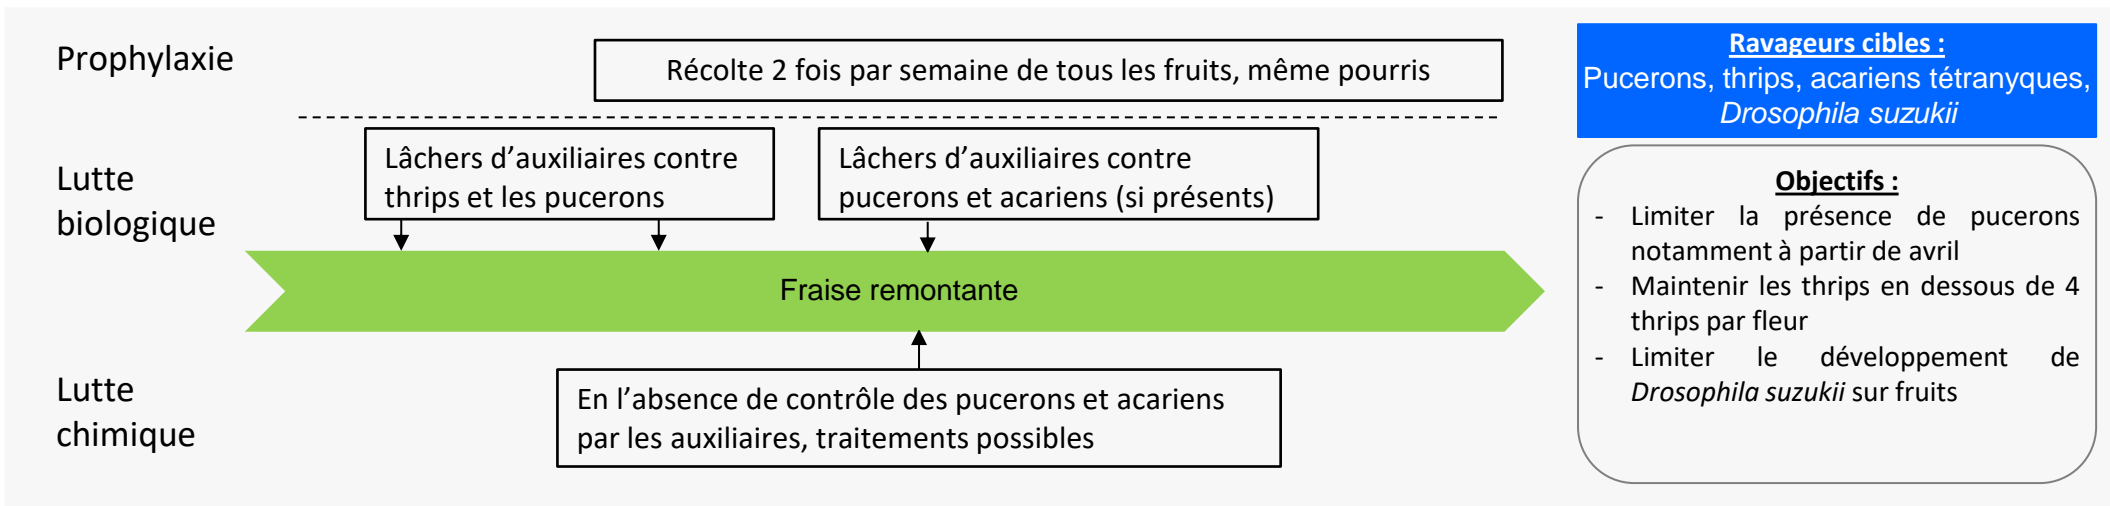 Prophylaxie
Récolte 2 fois par semaine de tous les fruits, même pourris
Lutte
biologique
Lâchers d’auxiliaires contre
thrips et les pucerons
Lâchers d’auxiliaires contre
pucerons et acariens (si présents)
Fraise remontante
Lutte
chimique
En l’absence de contrôle des pucerons et acariens
par les auxiliaires, traitements possibles
Ravageurs cibles :
Pucerons, thrips, acariens tétranyques,
Drosophila suzukii
Objectifs :
- Limiter la présence de pucerons
notamment à partir de avril
- Maintenir les thrips en dessous de 4
thrips par fleur
- Limiter le développement de
Drosophila suzukii sur fruits